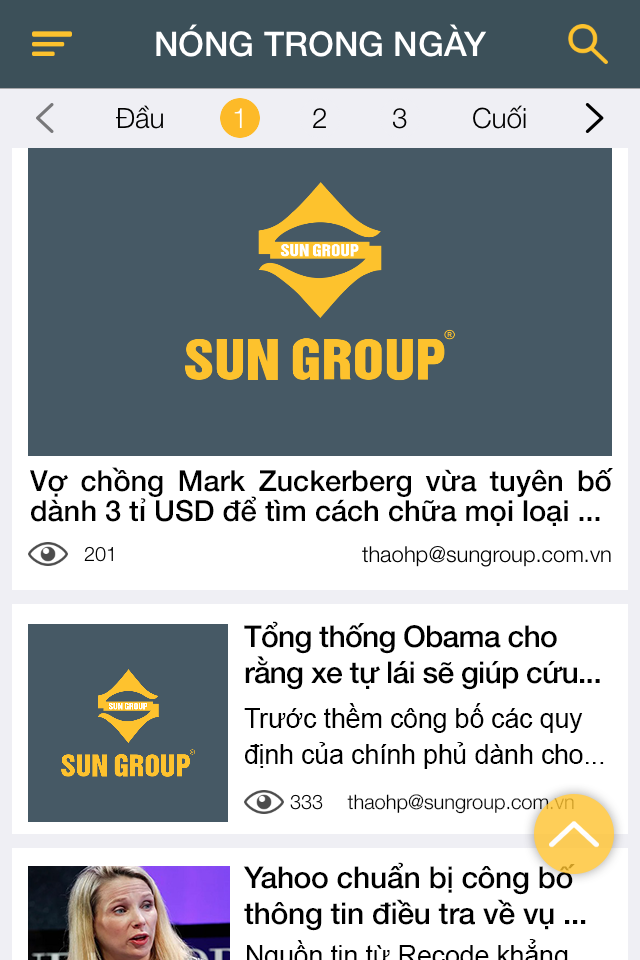 NÓNG TRONG NGÀY
Đầu 1 2 3 Cuối
SUN GROUP
SUN GROUP®
Vợ chồng Mark Zuckerberg vừa tuyên bố
dành 3 tỉ USD để tìm cách chữa mọi loại ...
201 thaohp@sungroup.com.vn
SUN GROUP
SUN GROUP®
Tổng thống Obama cho
rằng xe tự lái sẽ giúp cứu...
Trước thềm công bố các quy
định của chính phủ dành cho...
333 thaohp@sungroup.com.vn
Yahoo chuẩn bị công bố
thông tin điều tra về vụ ...
Nguồn tin từ Recode khẳng